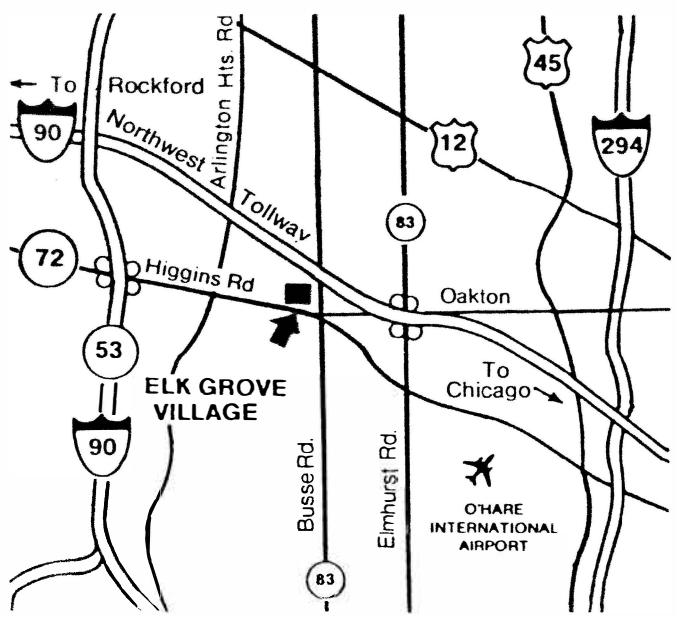 ← To Rockford
90
Northwest Tollway
Arlington Hts. Rd
45
12
294
83
72
Higgins Rd
Oakton
53
To
Chicago
ELK GROVE
VILLAGE
90
Busse Rd.
Elmhurst Rd.
O'HARE
INTERNATIONAL
AIRPORT
83